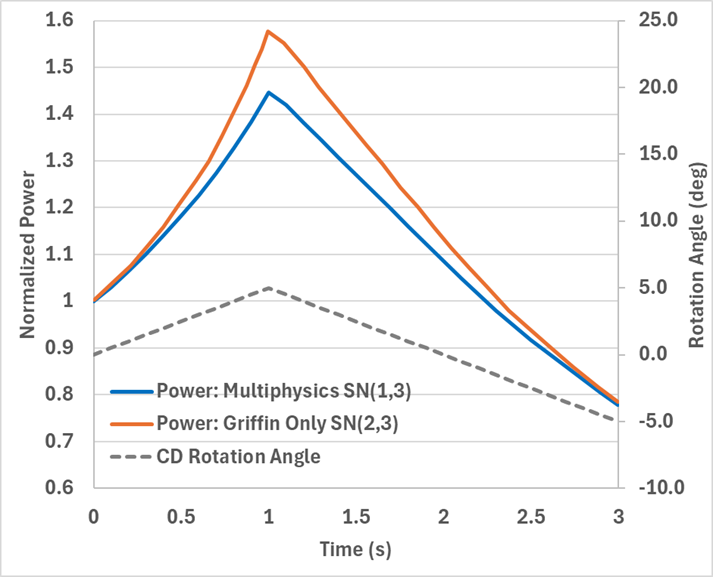 1.6
1.5
1.4
1.3
1.2
1.1
1
0.9
0.8
0.7
0.6
Normalized Power
25.0
20.0
15.0
10.0
5.0
0.0
-5.0
-10.0
Rotation Angle (deg)
Power: Multiphysics SN(1,3)
Power: Griffin Only SN(2,3)
CD Rotation Angle
0 0.5 1 1.5 2 2.5 3
Time (s)